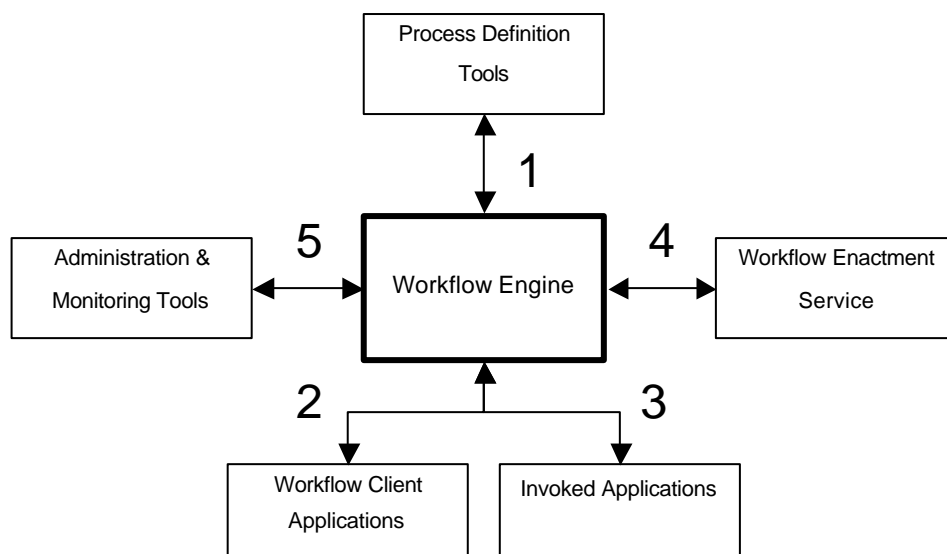 Process Definition
Tools
1
5
4
Administration &
Monitoring Tools
Workflow Engine
Workflow Enactment
Service
2
3
Workflow Client
Applications
Invoked Applications